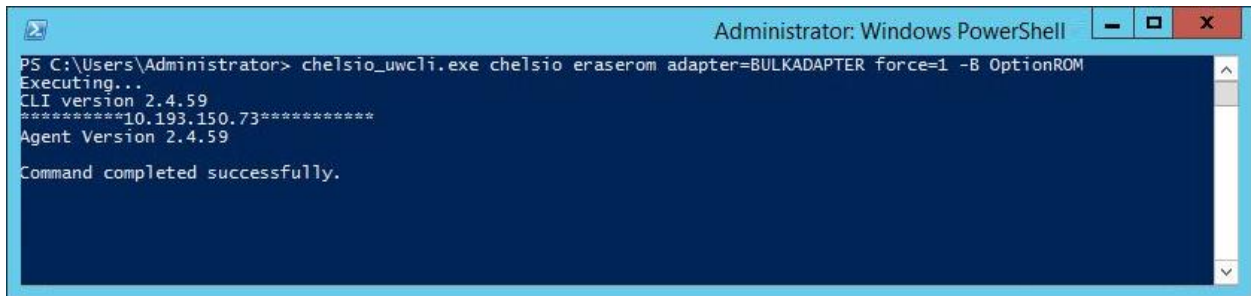 Administrator: Windows PowerShell
PS C:\Users\Administrator> chelsio_uwcli.exe chelsio eraserom adapter=BULKADAPTER force=1 -B OptionROM
Executing...
CLI version 2.4.59
**********10.193.150.73***********
Agent Version 2.4.59
Command completed successfully.